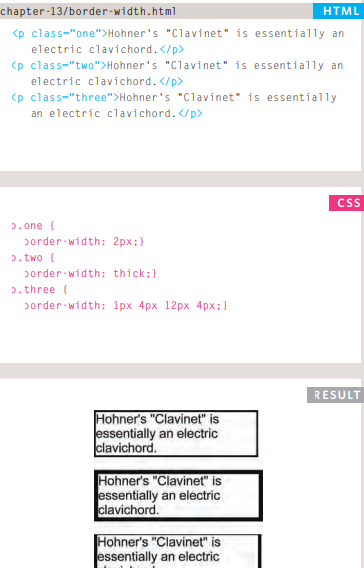 chapter-13/border-width.html
HTML
<p class="one">Hohner's "Clavinet" is essentially an
electric clavichord.</p>
<p class="two">Hohner's "Clavinet" is essentially an
electric clavichord.</p>
<p class="three">Hohner's "Clavinet" is essentially
an electric clavichord.</p>
CSS
p.one {
border-width: 2px;}
p.two {
border-width: thick;}
p.three {
border-width: 1px 4px 12px 4px;}
RESULT
Hohner's "Clavinet" is
essentially an electric
clavichord.
Hohner's "Clavinet" is
essentially an electric
clavichord.
Hohner's "Clavinet" is
essentially an electric